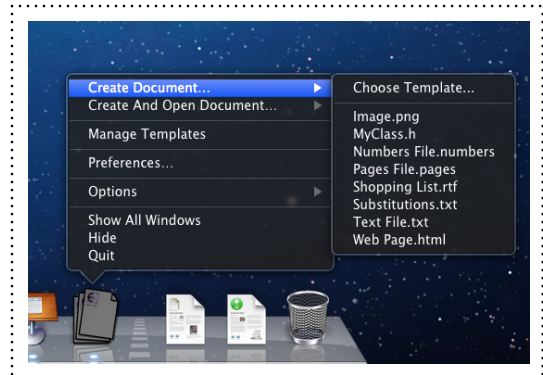 Create Document...
Create And Open Document...
Manage Templates
Preferences...
Options
Show All Windows
Hide
Quit
Choose Template...
Image.png
MyClass.h
Numbers File.numbers
Pages File.pages
Shopping List.rtf
Substitutions.txt
Text File.txt
Web Page.html